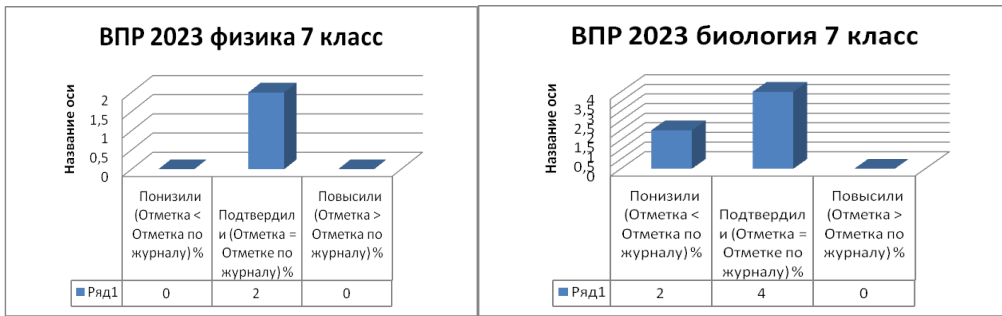 ВПР 2023 физика 7 класс
Название оси
2
1,5
1
0,5
0
Понизили
(Отметка <
Отметка по
журналу) %
Подтвердил
и (Отметка =
Отметке по
журналу) %
Повысили
(Отметка >
Отметка по
журналу) %
Ряд1 0 2 0
ВПР 2023 биология 7 класс
Название оси
4
3,5
3
2,5
2
1,5
1
0,5
0
Понизили
(Отметка <
Отметка по
журналу) %
Подтвердил
и (Отметка =
Отметке по
журналу) %
Повысили
(Отметка >
Отметка по
журналу) %
Ряд1 2 4 0